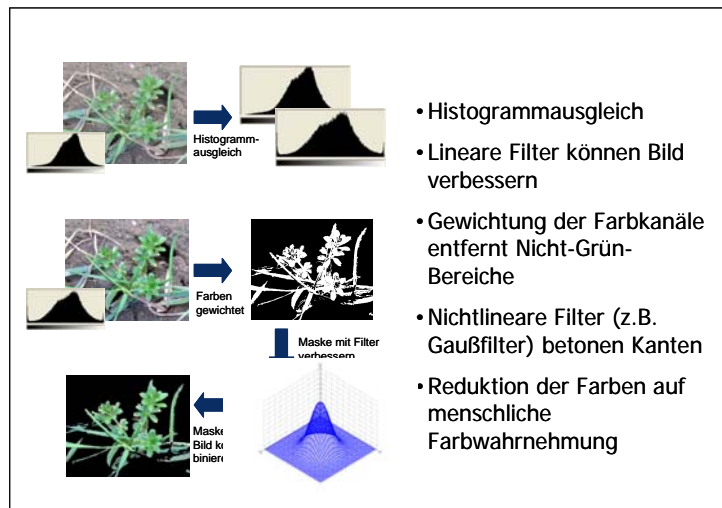 Histogramm-
ausgleich
Farben
gewichtet
Maske mit Filter
verbessern
Maske
Bild
• Histogrammausgleich
• Lineare Filter können Bild
verbessern
• Gewichtung der Farbkanäle
entfernt Nicht-Grün-
Bereiche
• Nichtlineare Filter (z.B.
Gaußfilter) betonen Kanten
• Reduktion der Farben auf
menschliche
Farbwahrnehmung